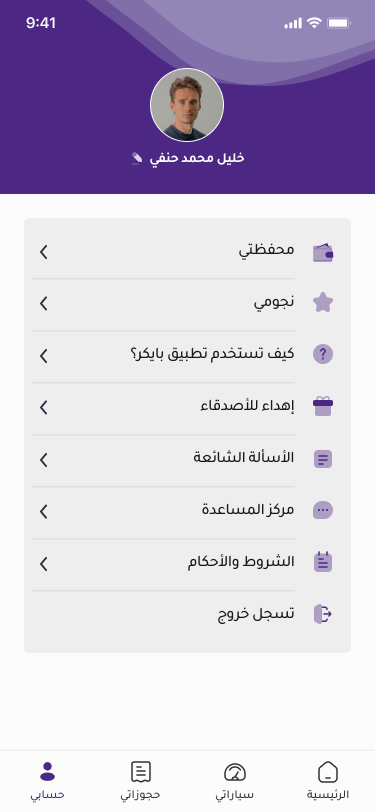 9:41
خليل محمد حنفي
محفظتي
نجومي
كيف تستخدم تطبيق بايكر؟
إهداء للأصدقاء
الأسألة الشائعة
مركز المساعدة
الشروط والأحكام
تسجل خروج
الرئيسية
سياراتي
حجوزاتي
حسابي